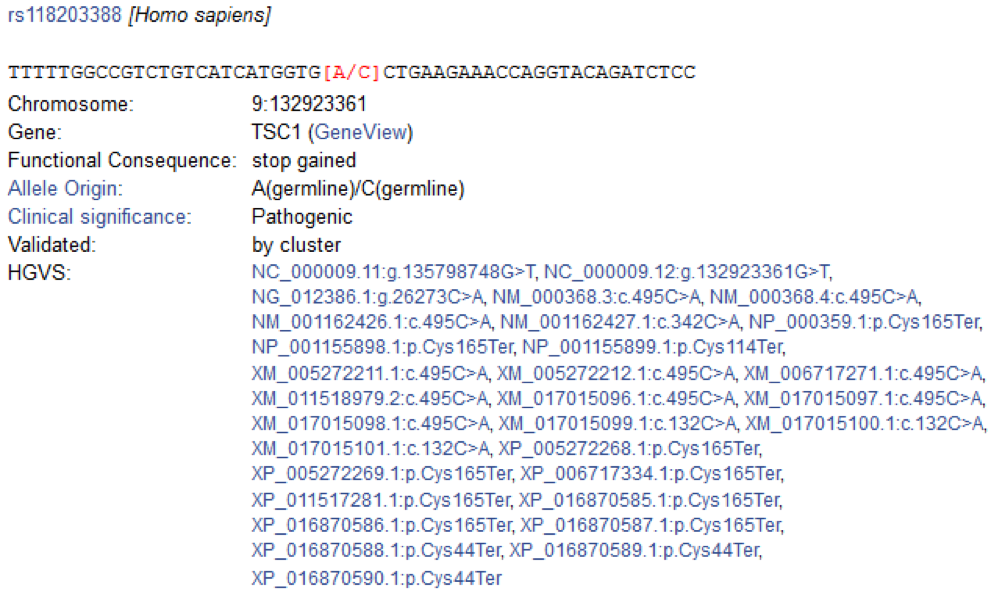 rs118203388 [Homo sapiens]
TTTTTGGCCGTCTGTCATCATGGTG[A/C]CTGAAGAAACCAGGTACAGATCTCC
Chromosome: 9:132923361
Gene: TSC1 (GeneView)
Functional Consequence: stop gained
Allele Origin: A(germline)/C(germline)
Clinical significance: Pathogenic
Validated: by cluster
HGVS: NC_000009.11:g.135798748G>T, NC_000009.12:g.132923361G>T,
NG_012386.1:g.26273C>A, NM_000368.3:c.495C>A, NM_000368.4:c.495C>A,
NM_001162426.1:c.495C>A, NM_001162427.1:c.342C>A, NP_000359.1:p.Cys165Ter,
NP_001155898.1:p.Cys165Ter, NP_001155899.1:p.Cys114Ter,
XM_005272211.1:c.495C>A, XM_005272212.1:c.495C>A, XM_006717271.1:c.495C>A,
XM_011518979.2:c.495C>A, XM_017015096.1:c.495C>A, XM_017015097.1:c.495C>A,
XM_017015098.1:c.495C>A, XM_017015099.1:c.132C>A, XM_017015100.1:c.132C>A,
XM_017015101.1:c.132C>A, XP_005272268.1:p.Cys165Ter,
XP_005272269.1:p.Cys165Ter, XP_006717334.1:p.Cys165Ter,
XP_011517281.1:p.Cys165Ter, XP_016870585.1:p.Cys165Ter,
XP_016870586.1:p.Cys165Ter, XP_016870587.1:p.Cys165Ter,
XP_016870588.1:p.Cys44Ter, XP_016870589.1:p.Cys44Ter,
XP_016870590.1:p.Cys44Ter